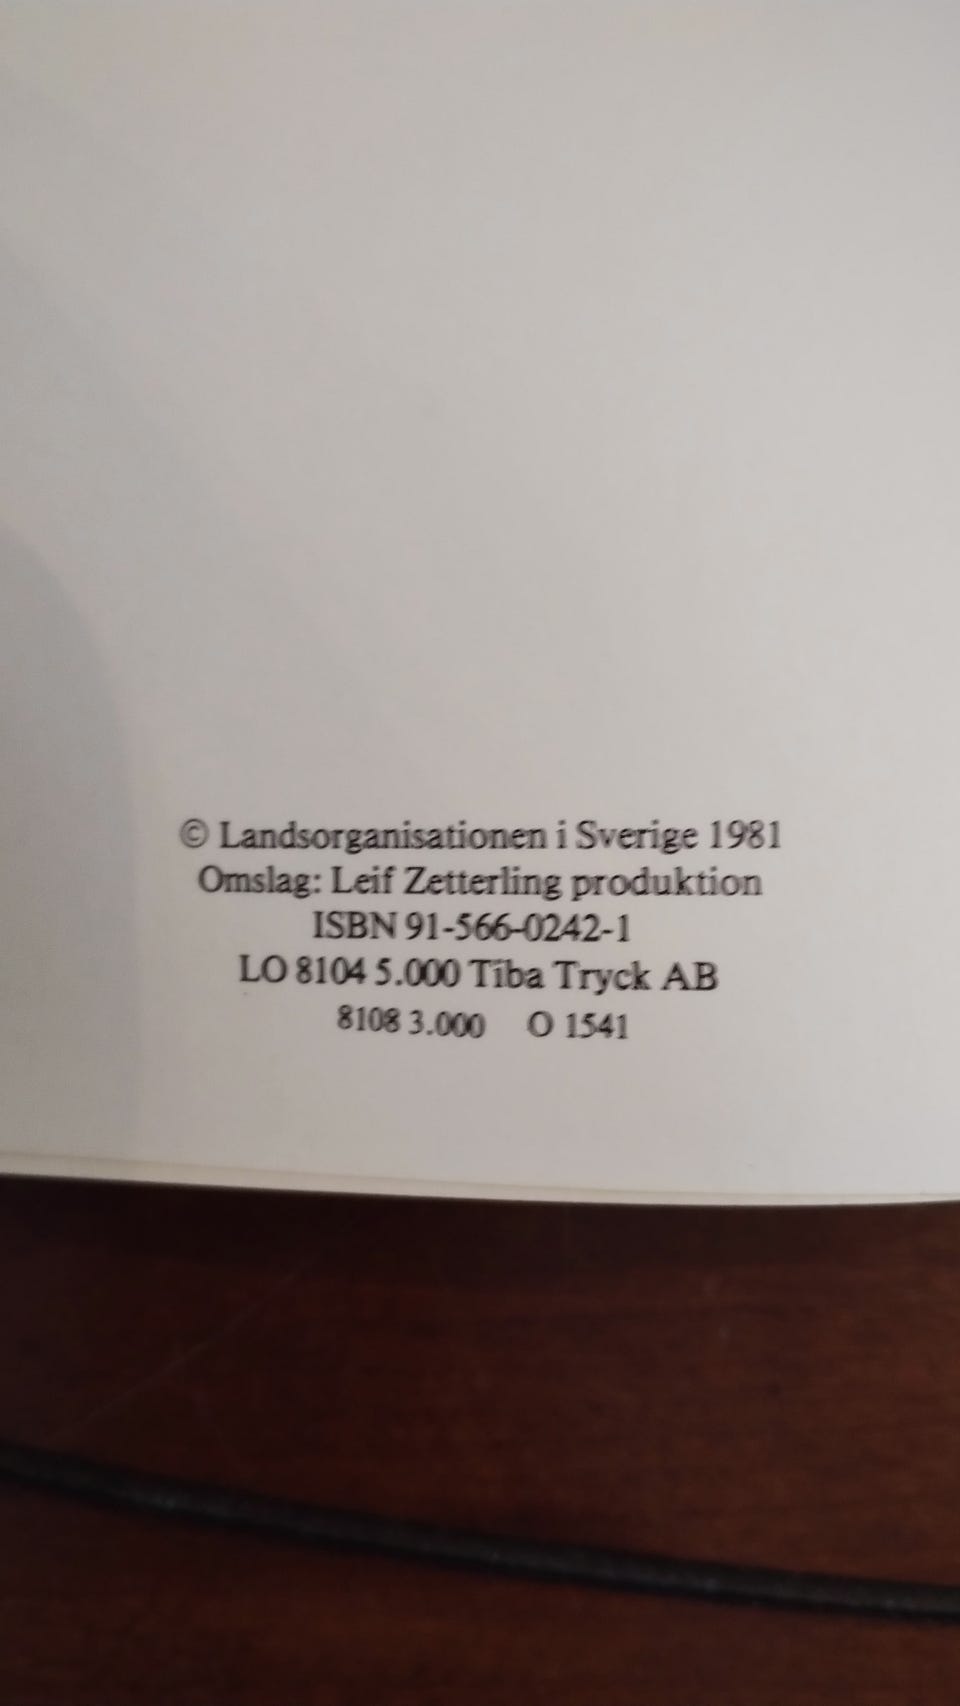 © Landsorganisationen i Sverige 1981
Omslag: Leif Zetterling produktion
ISBN 91-566-0242-1
LO 8104 5.000 Tiba Tryck AB
8108 3.000 O 1541